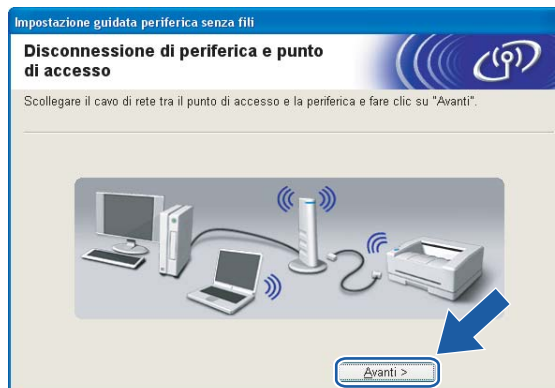 Impostazione guidata periferica senza fili
Disconnessione di periferica e punto
di accesso
Scollegare il cavo di rete tra il punto di accesso e la periferica e fare clic su "Avanti".
Avanti >